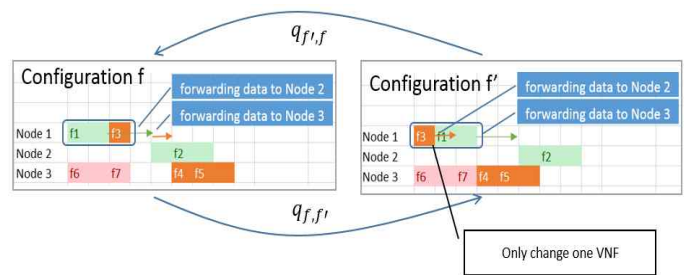 q_{f′,f}
Configuration f
forwarding data to Node 2
forwarding data to Node 3
Node 1 f1 f3
Node 2 f2
Node 3 f6 f7 f4 f5
Configuration f′
forwarding data to Node 2
forwarding data to Node 3
Node 1 f3 f1
Node 2 f2
Node 3 f6 f7 f4 f5
q_{f,f′}
Only change one VNF